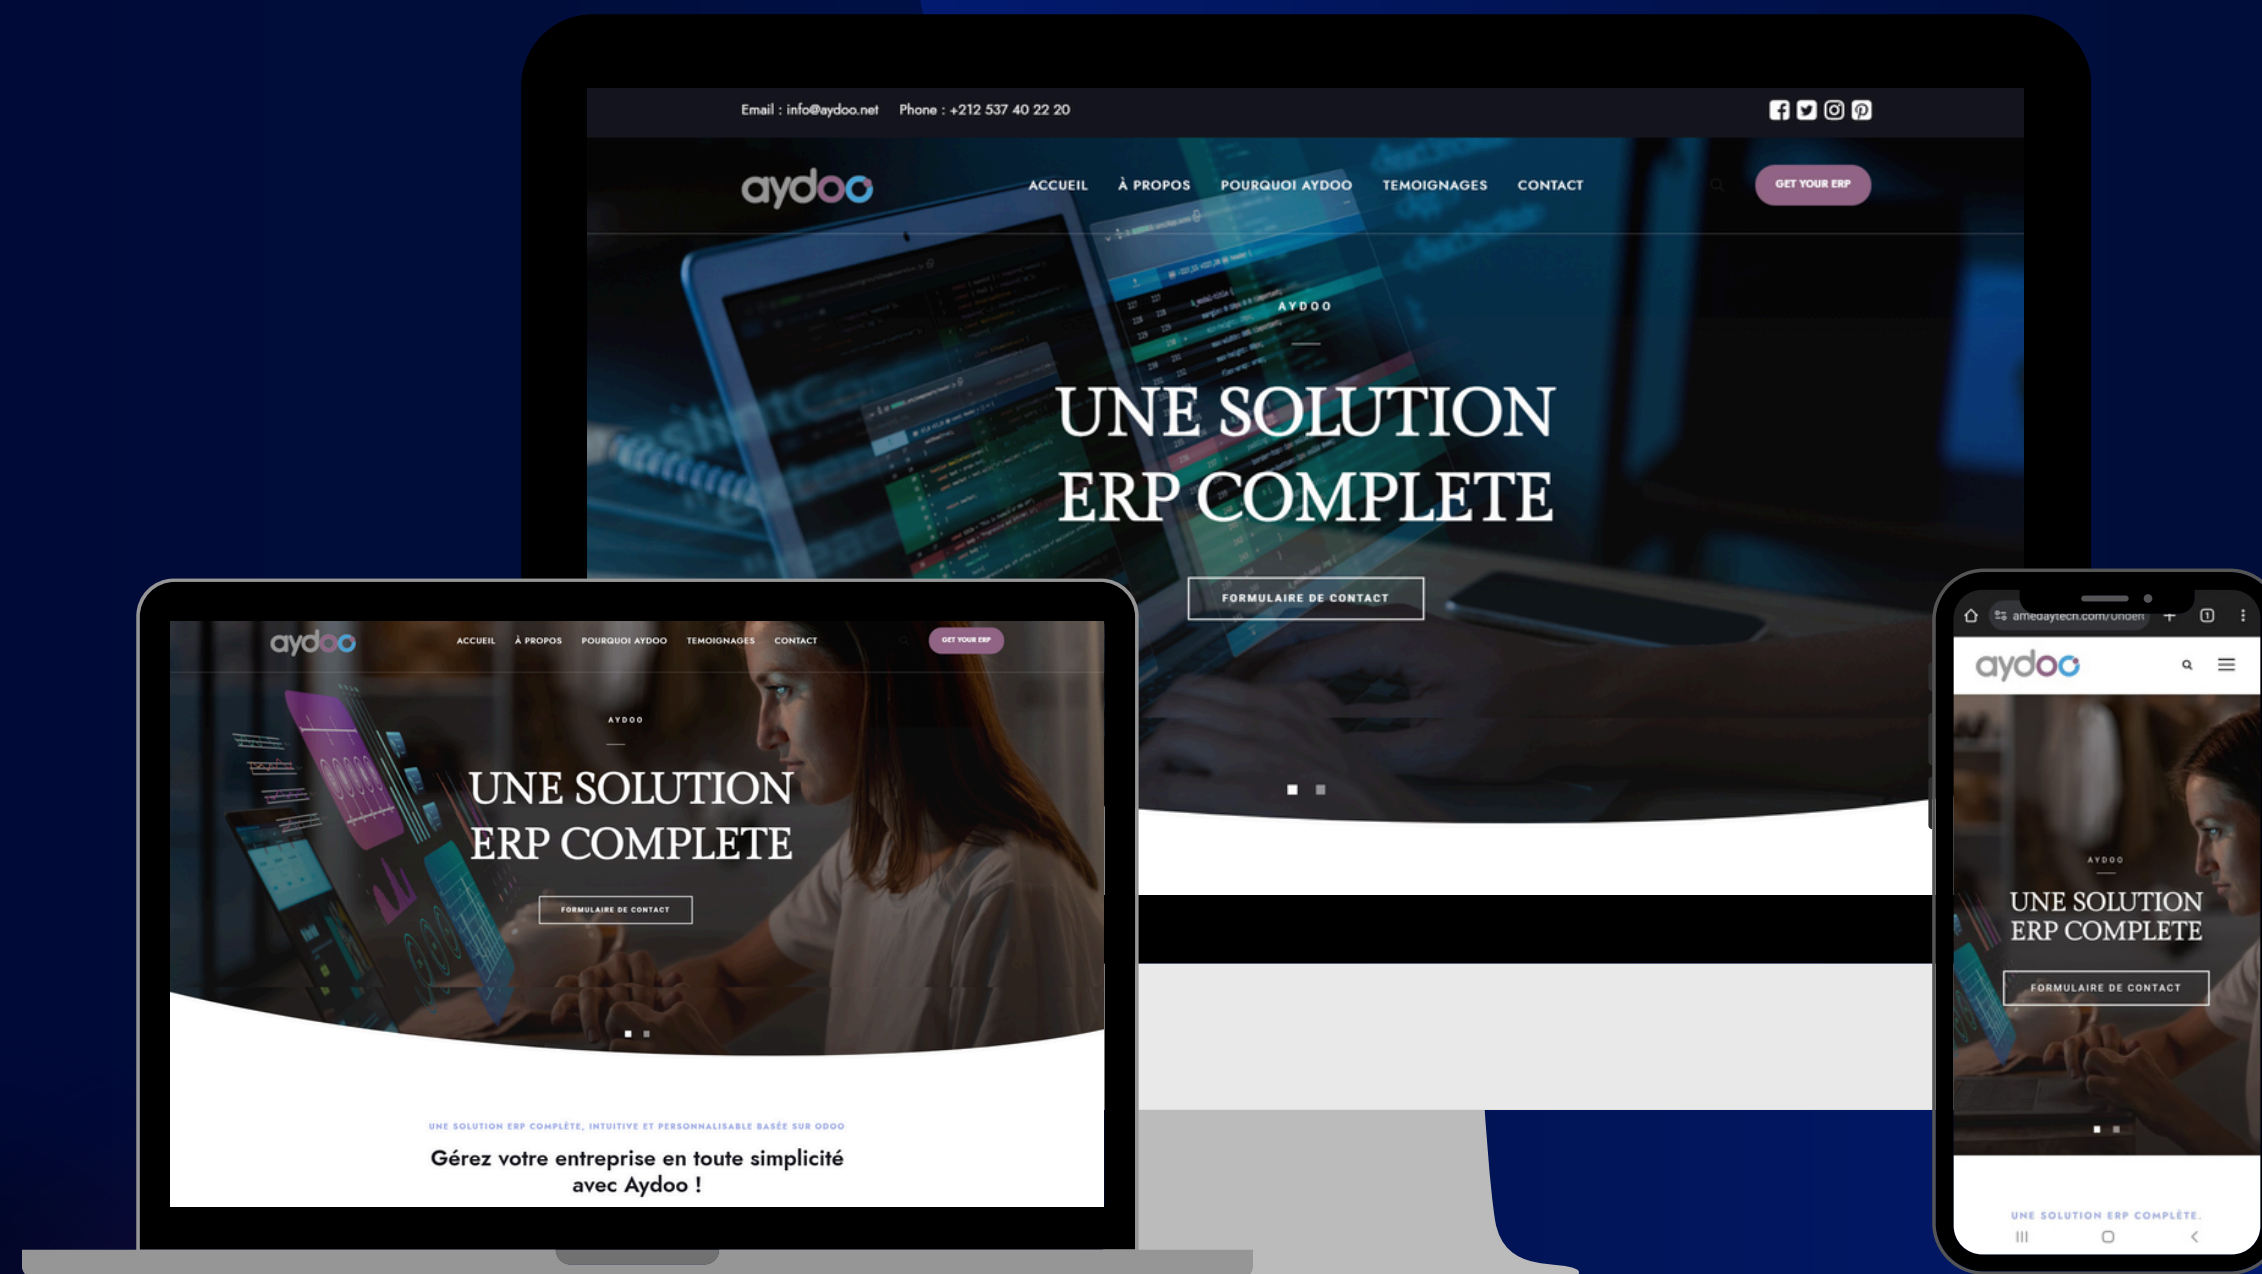 Email : info@aydoo.net Phone : +212 537 40 22 20
aydoo ACCUEIL À PROPOS POURQUOI AYDOO TEMOIGNAGES CONTACT GET YOUR ERP
AYDOO
UNE SOLUTION
ERP COMPLETE
FORMULAIRE DE CONTACT
aydoo ACCUEIL À PROPOS POURQUOI AYDOO TEMOIGNAGES CONTACT GET YOUR ERP
AYDOO
UNE SOLUTION
ERP COMPLETE
FORMULAIRE DE CONTACT
UNE SOLUTION ERP COMPLÈTE, INTUITIVE ET PERSONNALISABLE BASÉE SUR ODOO
Gérez votre entreprise en toute simplicité
avec Aydoo !
amedaytech.com/Underl 1
aydoo
AYDOO
UNE SOLUTION
ERP COMPLETE
FORMULAIRE DE CONTACT
UNE SOLUTION ERP COMPLÈTE,